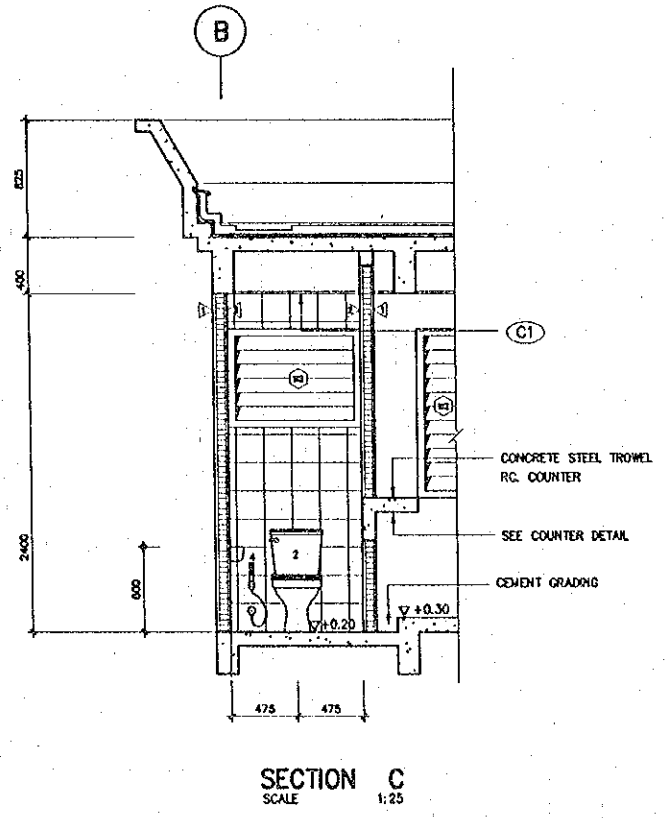 B
825
400
C1
CONCRETE STEEL TROWEL
RC. COUNTER
SEE COUNTER DETAIL
2400
600
4
2
CEMENT GRADING
+0.30
+0.20
475
475
SECTION C
SCALE 1:25